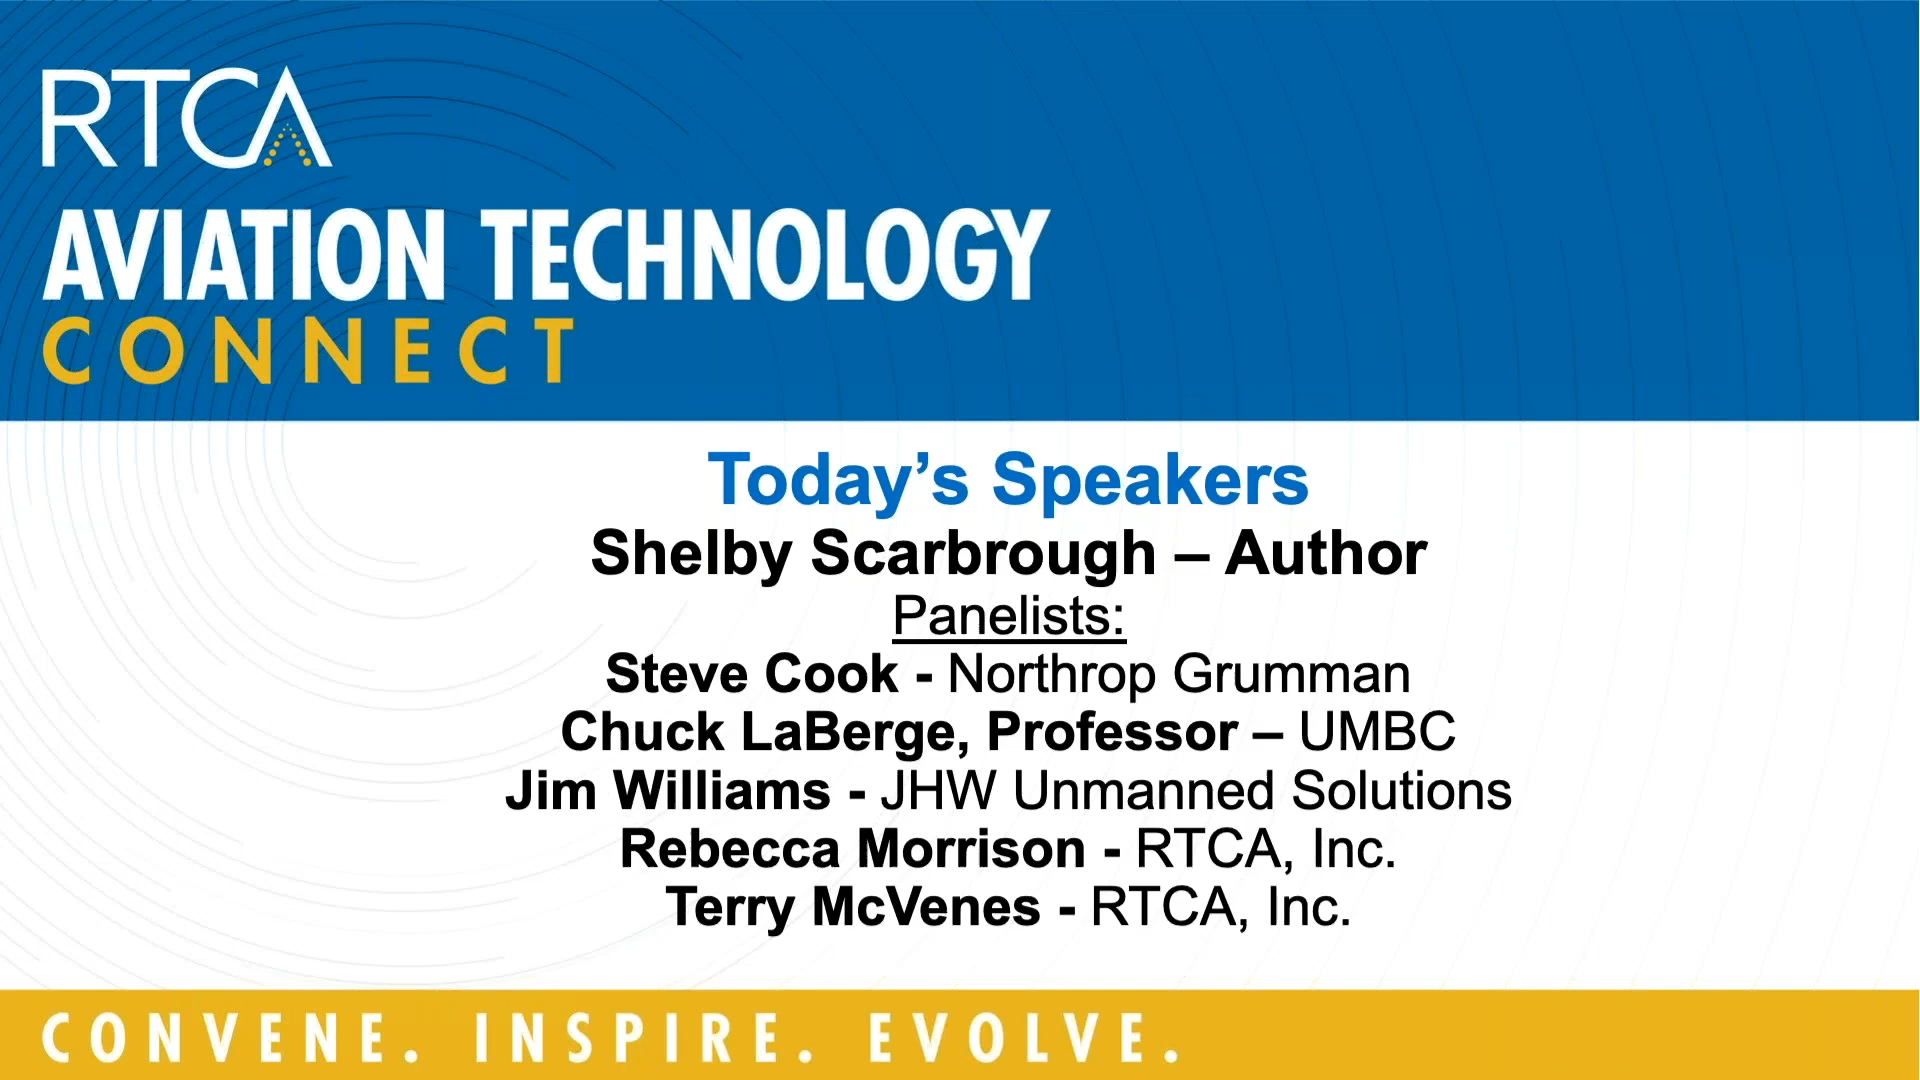 RTCA
AVIATION TECHNOLOGY
CONNECT
Today’s Speakers
Shelby Scarbrough – Author
Panelists:
Steve Cook - Northrop Grumman
Chuck LaBerge, Professor – UMBC
Jim Williams - JHW Unmanned Solutions
Rebecca Morrison - RTCA, Inc.
Terry McVenes - RTCA, Inc.
CONVENE. INSPIRE. EVOLVE.